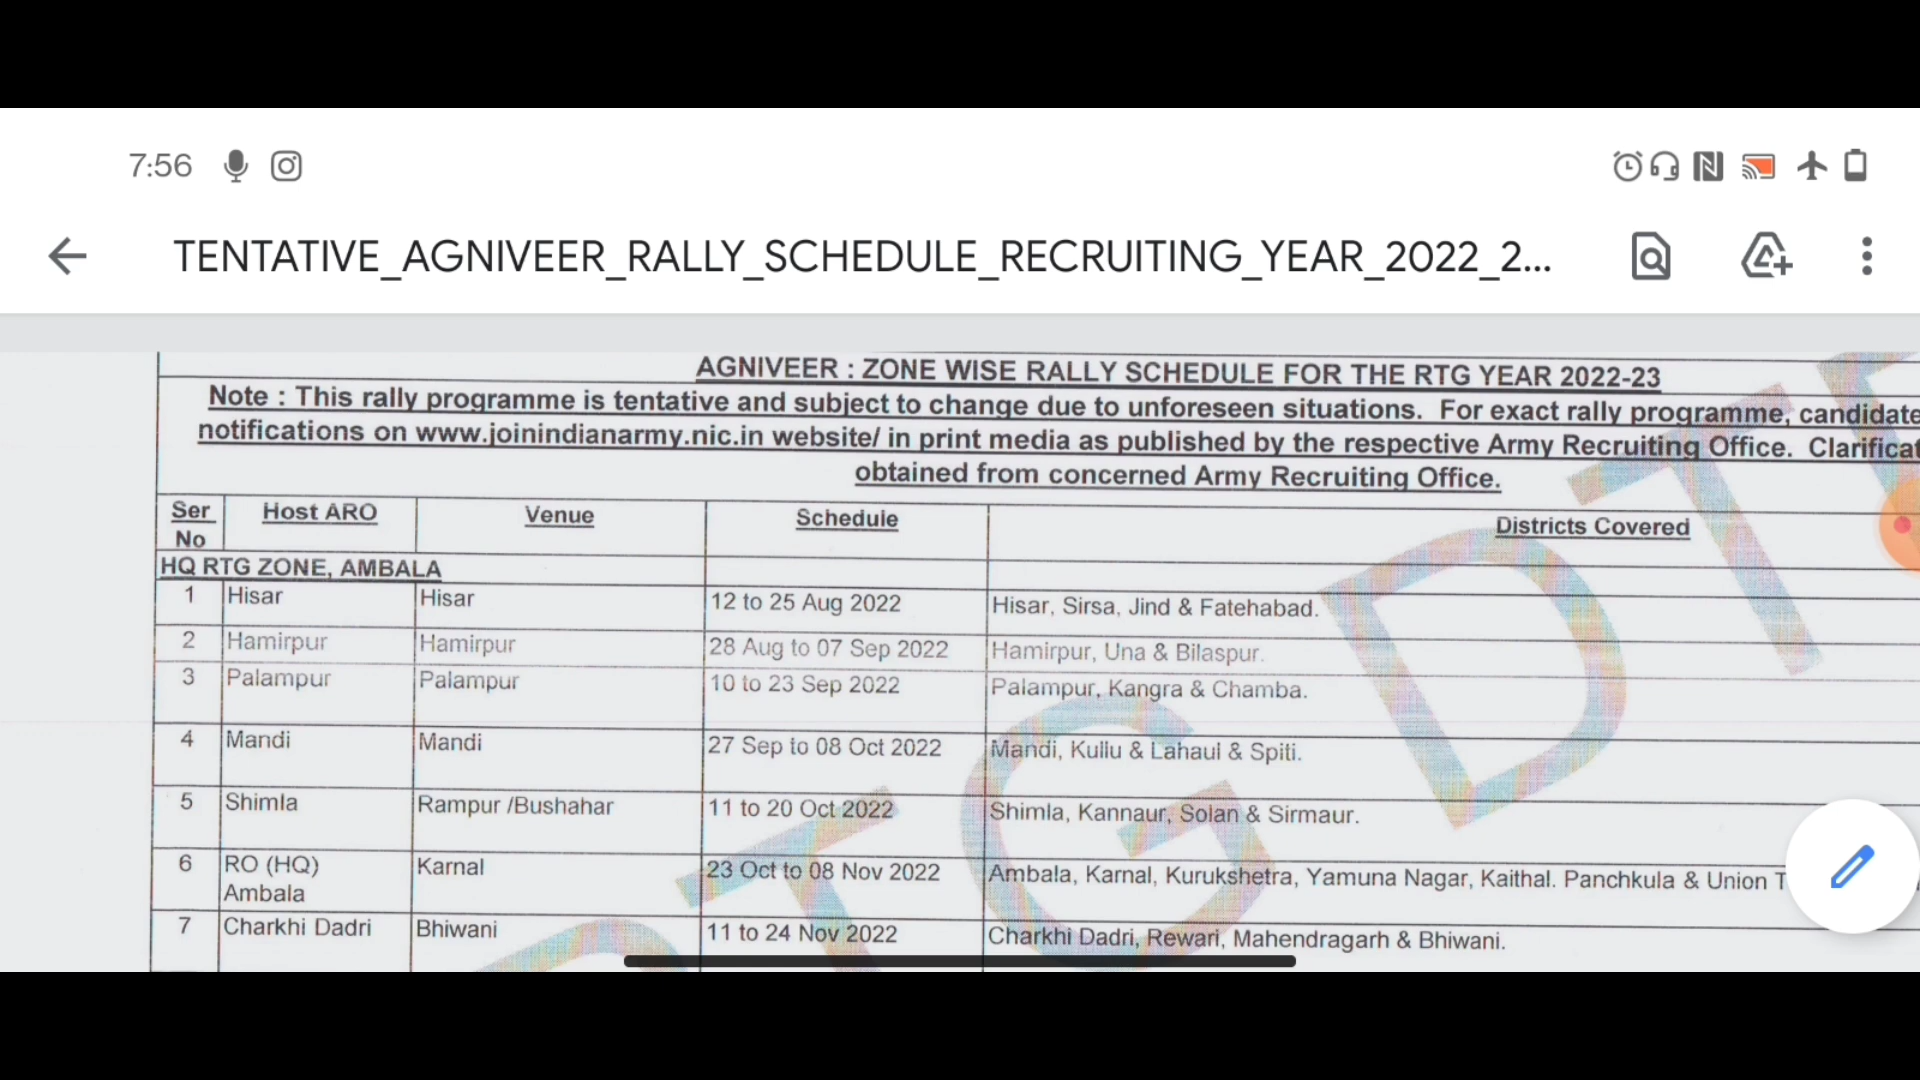 7:56
TENTATIVE_AGNIVEER_RALLY_SCHEDULE_RECRUITING_YEAR_2022_2...
AGNIVEER : ZONE WISE RALLY SCHEDULE FOR THE RTG YEAR 2022-23
Note : This rally programme is tentative and subject to change due to unforeseen situations. For exact rally programme, candidate
notifications on www.joinindianarmy.nic.in website/ in print media as published by the respective Army Recruiting Office. Clarificat
obtained from concerned Army Recruiting Office.
Ser No Host ARO Venue Schedule Districts Covered
HQ RTG ZONE, AMBALA
1 Hisar Hisar 12 to 25 Aug 2022 Hisar, Sirsa, Jind & Fatehabad.
2 Hamirpur Hamirpur 28 Aug to 07 Sep 2022 Hamirpur, Una & Bilaspur.
3 Palampur Palampur 10 to 23 Sep 2022 Palampur, Kangra & Chamba.
4 Mandi Mandi 27 Sep to 08 Oct 2022 Mandi, Kullu & Lahaul & Spiti.
5 Shimla Rampur /Bushahar 11 to 20 Oct 2022 Shimla, Kannaur, Solan & Sirmaur.
6 RO (HQ) Ambala Karnal 23 Oct to 08 Nov 2022 Ambala, Karnal, Kurukshetra, Yamuna Nagar, Kaithal. Panchkula & Union T
7 Charkhi Dadri Bhiwani 11 to 24 Nov 2022 Charkhi Dadri, Rewari, Mahendragarh & Bhiwani.